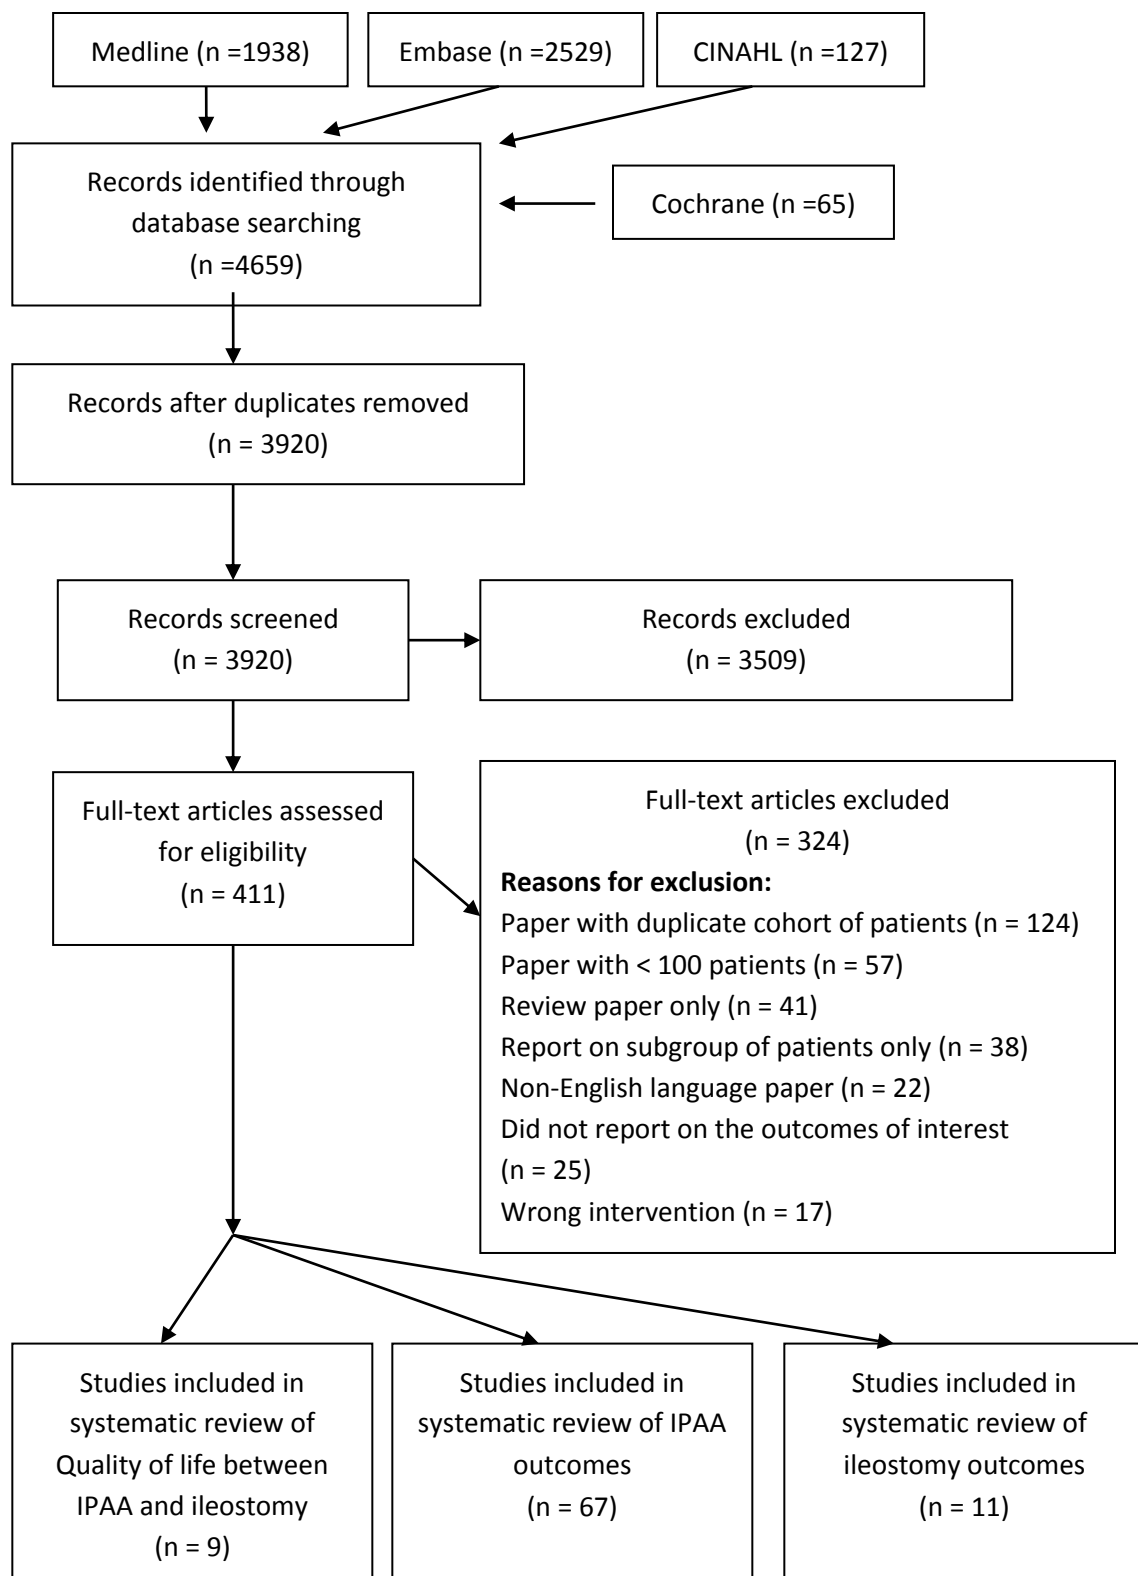 Medline (n =1938)
Embase (n =2529)
CINAHL (n =127)
Records identified through
database searching
(n =4659)
Cochrane (n =65)
Records after duplicates removed
(n = 3920)
Records screened
(n = 3920)
Records excluded
(n = 3509)
Full-text articles assessed
for eligibility
(n = 411)
Full-text articles excluded
(n = 324)
Reasons for exclusion:
Paper with duplicate cohort of patients (n = 124)
Paper with < 100 patients (n = 57)
Review paper only (n = 41)
Report on subgroup of patients only (n = 38)
Non-English language paper (n = 22)
Did not report on the outcomes of interest
(n = 25)
Wrong intervention (n = 17)
Studies included in
systematic review of
Quality of life between
IPAA and ileostomy
(n = 9)
Studies included in
systematic review of IPAA
outcomes
(n = 67)
Studies included in
systematic review of
ileostomy outcomes
(n = 11)